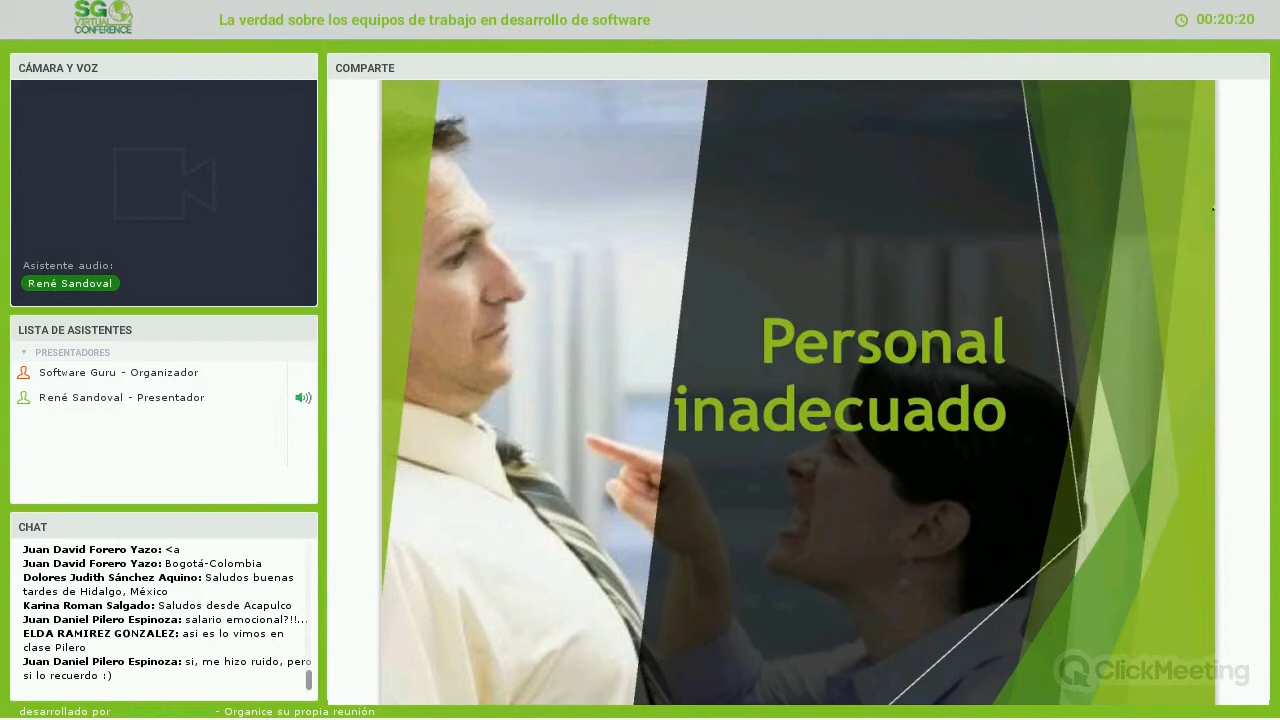 SG
VIRTUAL
CONFERENCE
La verdad sobre los equipos de trabajo en desarrollo de software
00:20:20
CÁMARA Y VOZ
Asistente audio:
René Sandoval
LISTA DE ASISTENTES
PRESENTADORES
Software Guru - Organizador
René Sandoval - Presentador
CHAT
Juan David Forero Yazo: <a
Juan David Forero Yazo: Bogotá-Colombia
Dolores Judith Sánchez Aquino: Saludos buenas
tardes de Hidalgo, México
Karina Roman Salgado: Saludos desde Acapulco
Juan Daniel Pilero Espinoza: salario emocional?!!...
ELDA RAMIREZ GONZALEZ: asi es lo vimos en
clase Pilero
Juan Daniel Pilero Espinoza: si, me hizo ruido, pero
si lo recuerdo :)
desarrollado por - Organice su propia reunión
COMPARTE
Personal
inadecuado
ClickMeeting